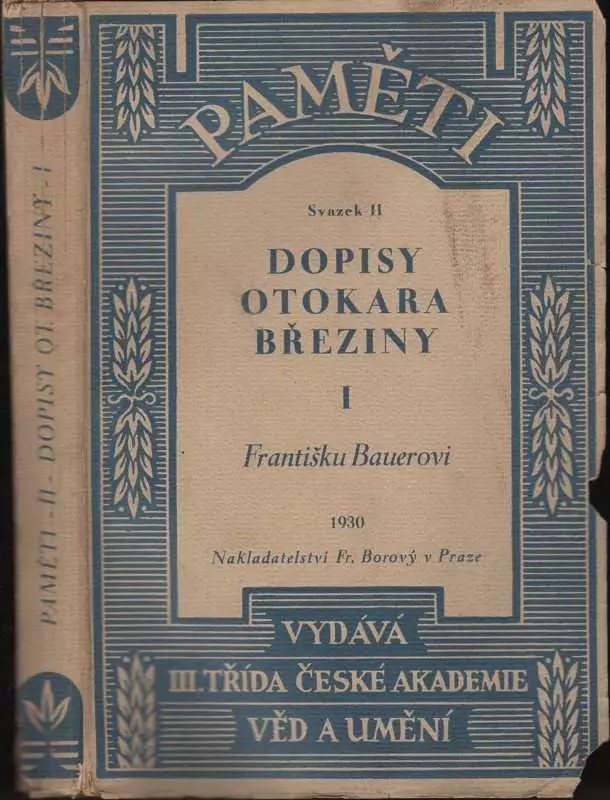 PAMĚTI -- II - DOPISY OT. BŘEZINY - I
PAMĚTI
Svazek II
DOPISY
OTOKARA
BŘEZINY
I
Františku Bauerovi
1930
Nakladatelství Fr. Borový v Praze
VYDÁVÁ
III. TŘÍDA ČESKÉ AKADEMIE
VĚD A UMĚNÍ